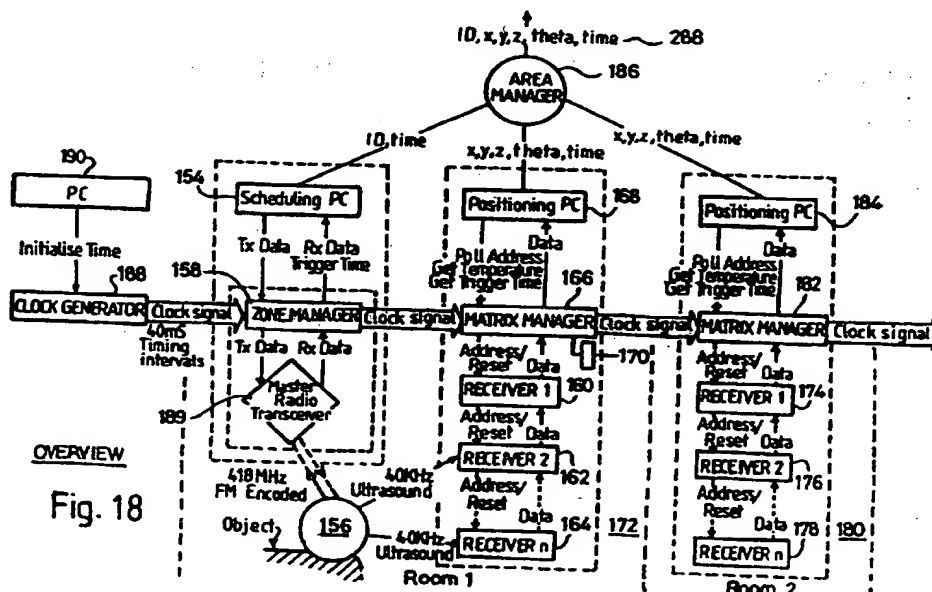 ID, x,y,z, theta, time 288
AREA MANAGER
186
ID, time
x,y,z, theta, time
x,y,z, theta, time
190
PC
154
Scheduling PC
Positioning PC
168
Positioning PC
184
Initialise Time
Tx Data
Rx Data
Trigger Time
Poll Address
Get Temperature
Get Trigger Time
Data
Poll Address
Get Temperature
Get Trigger Time
Data
188
158
166
182
CLOCK GENERATOR
Clock signal
ZONE MANAGER
Clock signal
MATRIX MANAGER
Clock signal
MATRIX MANAGER
Clock signal
40mS
Timing
intervals
Tx Data
Rx Data
170
Address/
Reset
Data
160
Address/
Reset
Data
174
189
Master
Radio
Transceiver
RECEIVER 1
RECEIVER 1
Address/
Reset
Data
Address/
Reset
Data
OVERVIEW
Fig. 18
418MHz
FM Encoded
40KHz
Ultrasound
RECEIVER 2
162
RECEIVER 2
176
Address/
Reset
Data
Address/
Reset
Data
Object
156
40KHz
Ultrasound
164
172
178
180
RECEIVER n
RECEIVER n
Room 1
Room 2